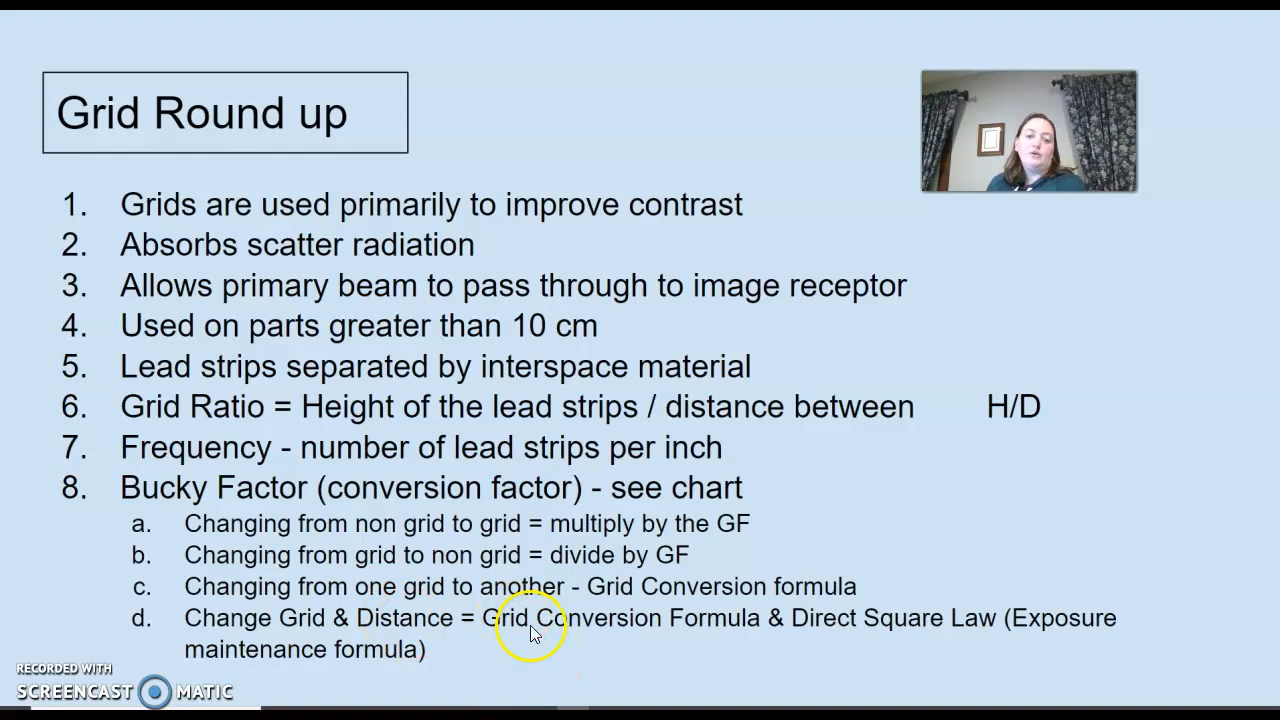 Grid Round up
1. Grids are used primarily to improve contrast
2. Absorbs scatter radiation
3. Allows primary beam to pass through to image receptor
4. Used on parts greater than 10 cm
5. Lead strips separated by interspace material
6. Grid Ratio = Height of the lead strips / distance between H/D
7. Frequency - number of lead strips per inch
8. Bucky Factor (conversion factor) - see chart
a. Changing from non grid to grid = multiply by the GF
b. Changing from grid to non grid = divide by GF
c. Changing from one grid to another - Grid Conversion formula
d. Change Grid & Distance = Grid Conversion Formula & Direct Square Law (Exposure
maintenance formula)
RECORDED WITH
SCREENCAST MATIC